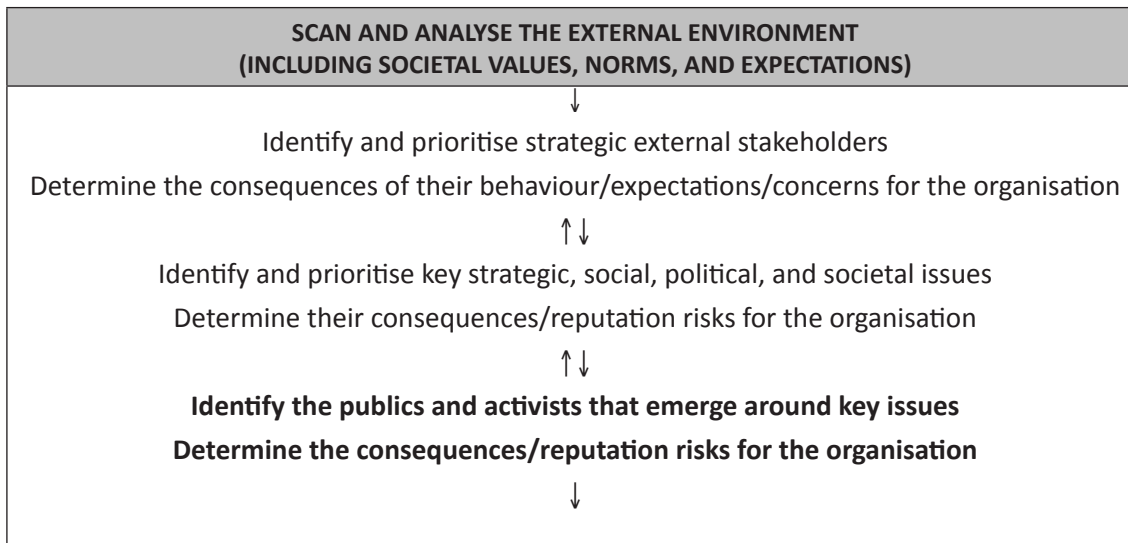 SCAN AND ANALYSE THE EXTERNAL ENVIRONMENT
(INCLUDING SOCIETAL VALUES, NORMS, AND EXPECTATIONS)
↓
Identify and prioritise strategic external stakeholders
Determine the consequences of their behaviour/expectations/concerns for the organisation
↑↓
Identify and prioritise key strategic, social, political, and societal issues
Determine their consequences/reputation risks for the organisation
↑↓
Identify the publics and activists that emerge around key issues
Determine the consequences/reputation risks for the organisation
↓